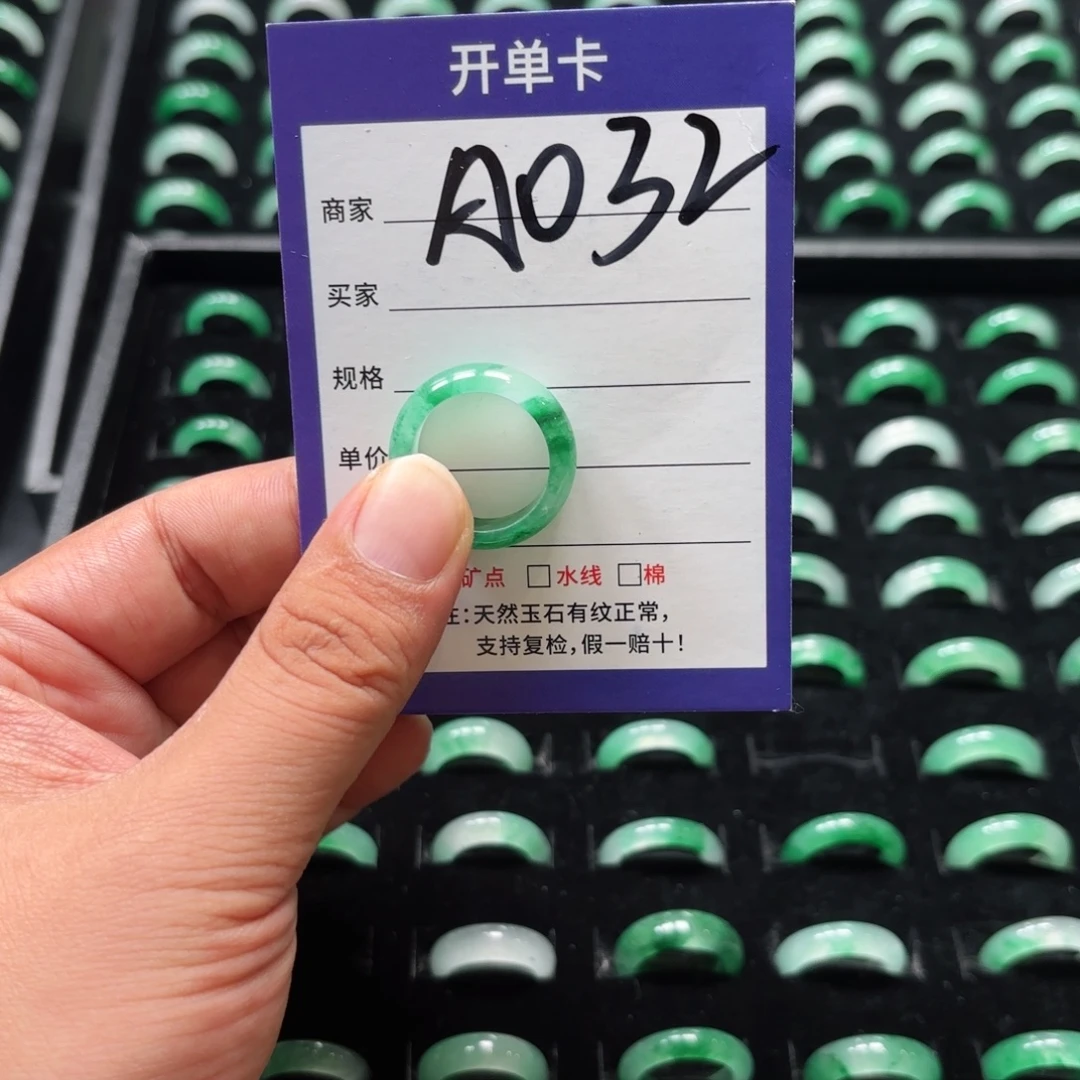 开单卡
商家 A032
买家
规格
单价
矿点 □水线 □棉
注:天然玉石有纹正常,
支持复检,假一赔十!